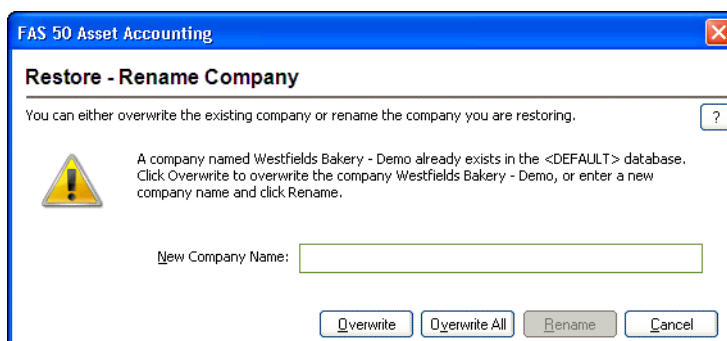 FAS 50 Asset Accounting
Restore - Rename Company
You can either overwrite the existing company or rename the company you are restoring.
?
A company named Westfields Bakery - Demo already exists in the <DEFAULT> database.
Click Overwrite to overwrite the company Westfields Bakery - Demo, or enter a new
company name and click Rename.
New Company Name:
Overwrite Overwrite All Rename Cancel